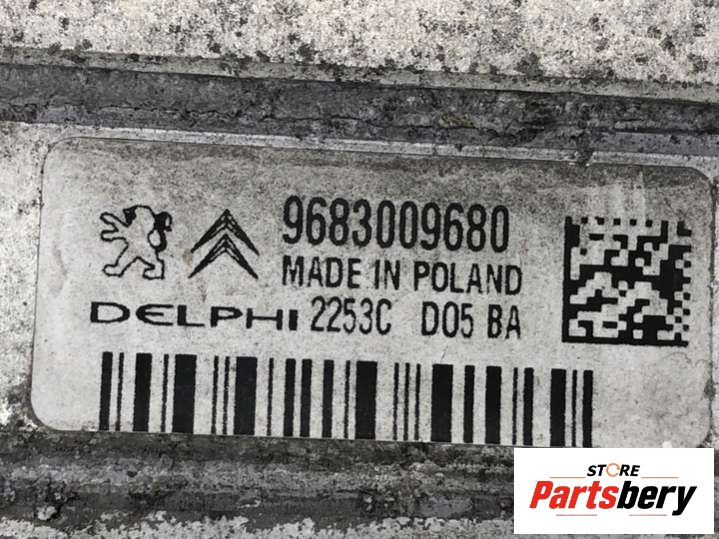 9683009680
MADE IN POLAND
DELPHI 2253C D05 BA
STORE
Partsbery